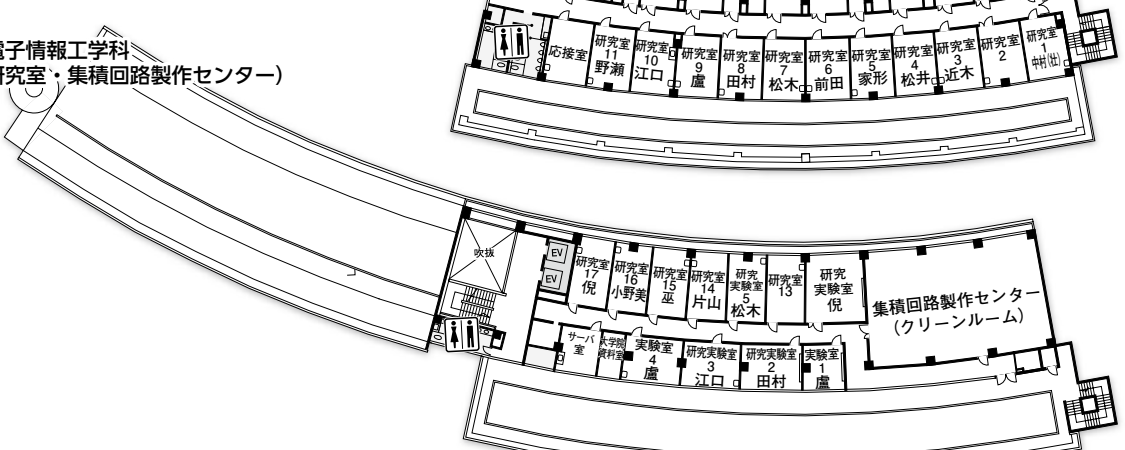 電子情報工学科
研究室・集積回路製作センター）
応接室
研究室
11
野瀬
研究室
10
江口
研究室
9
盧
研究室
8
田村
研究室
7
松木
研究室
6
前田
研究室
5
家形
研究室
4
松井
研究室
3
近木
研究室
2
研究室
1
中村(壮)
吹抜
EV
EV
研究室
17
倪
研究室
16
小野美
研究室
15
巫
研究室
14
片山
研究
実験室
5
松木
研究室
13
研究
実験室
倪
集積回路製作センター
(クリーンルーム)
サーバ
室
大学院
資料室
実験室
4
盧
研究実験室
3
江口
研究実験室
2
田村
実験室
1
盧